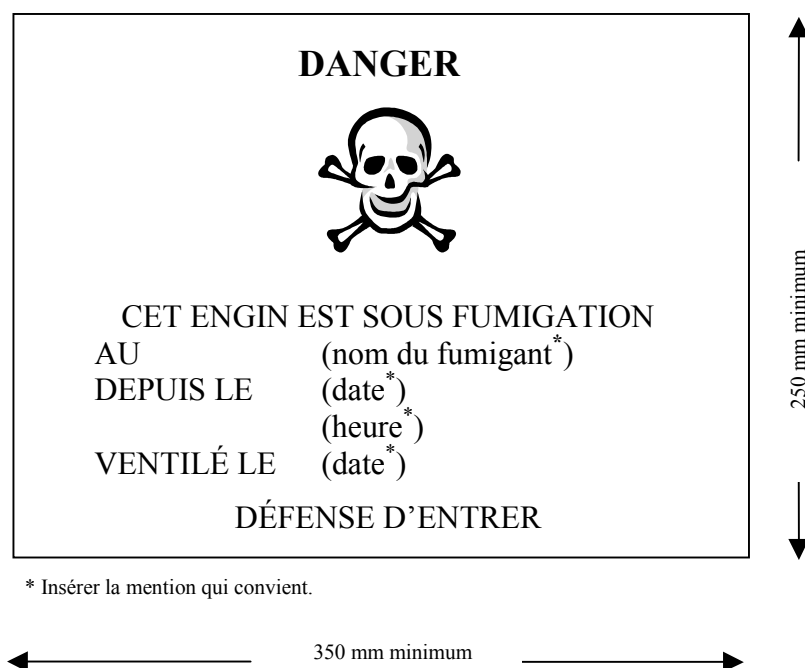 DANGER
CET ENGIN EST SOUS FUMIGATION
AU (nom du fumigant*)
DEPUIS LE (date*)
(heure*)
VENTILÉ LE (date*)
DÉFENSE D’ENTRER
250 mm minimum
* Insérer la mention qui convient.
350 mm minimum